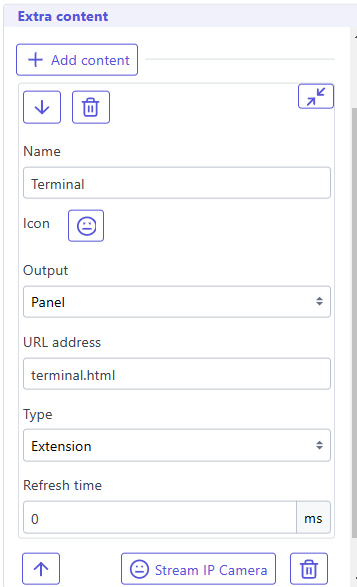 Extra content
Add content
Name
Terminal
Icon
Output
Panel
URL address
terminal.html
Type
Extension
Refresh time
0 ms
Stream IP Camera